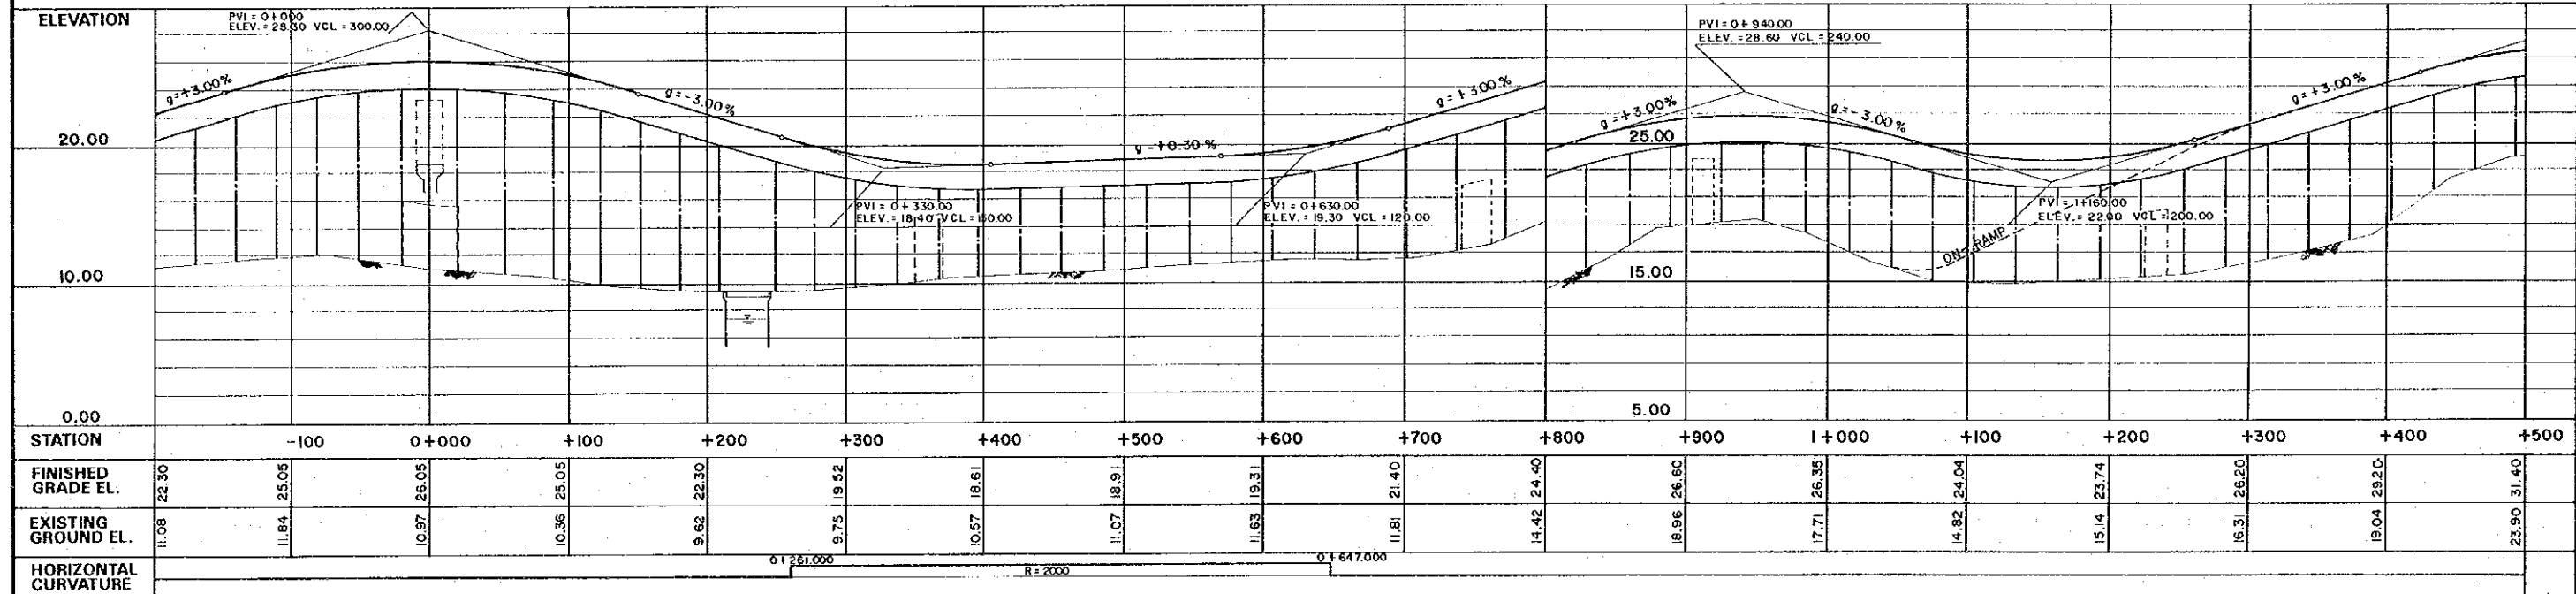 ELEVATION
PVI = 0+000
ELEV. = 28.30 VCL = 300.00
PVI = 0+940.00
ELEV. = 28.60 VCL = 240.00
g=+3.00%
g=-3.00%
g=+0.30%
g=+3.00%
g=+3.00%
g=-3.00%
g=+3.00%
20.00
25.00
PVI = 0+330.00
ELEV. = 18.40 VCL = 150.00
PVI = 0+630.00
ELEV. = 19.30 VCL = 120.00
PVI = 1+160.00
ELEV. = 22.00 VCL = 200.00
ON-RAMP
10.00
15.00
0.00
5.00
STATION -100 0+000 +100 +200 +300 +400 +500 +600 +700 +800 +900 1+000 +100 +200 +300 +400 +500
FINISHED
GRADE EL.
22.30 25.05 26.05 25.05 22.30 19.52 18.61 18.91 19.31 21.40 24.40 26.60 26.35 24.04 23.74 26.20 29.20 31.40
EXISTING
GROUND EL.
11.08 11.84 10.97 10.36 9.62 9.75 10.57 11.07 11.63 11.81 14.42 18.96 17.71 14.82 15.14 16.31 19.04 23.90
HORIZONTAL
CURVATURE
0+261.000
R=2000
0+647.000